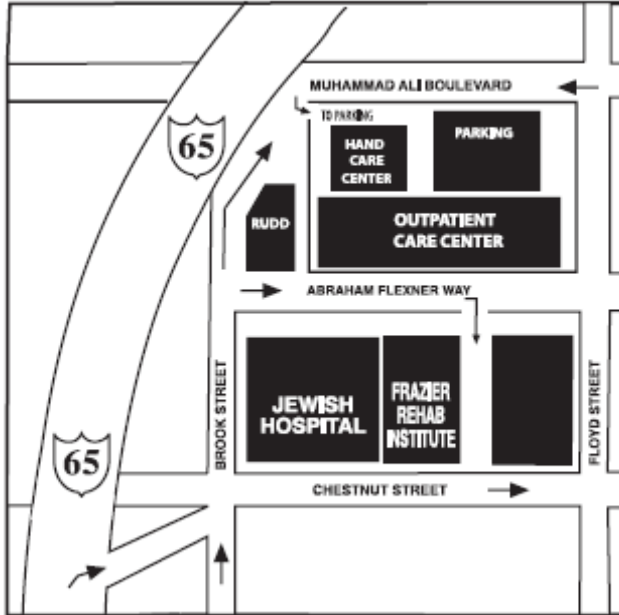 MUHAMMAD ALI BOULEVARD
TO PARKING
HAND
CARE
CENTER
PARKING
65
RUDD
OUTPATIENT
CARE CENTER
ABRAHAM FLEXNER WAY
BROOK STREET
JEWISH
HOSPITAL
FRAZIER
REHAB
INSTITUTE
FLOYD STREET
65
CHESTNUT STREET